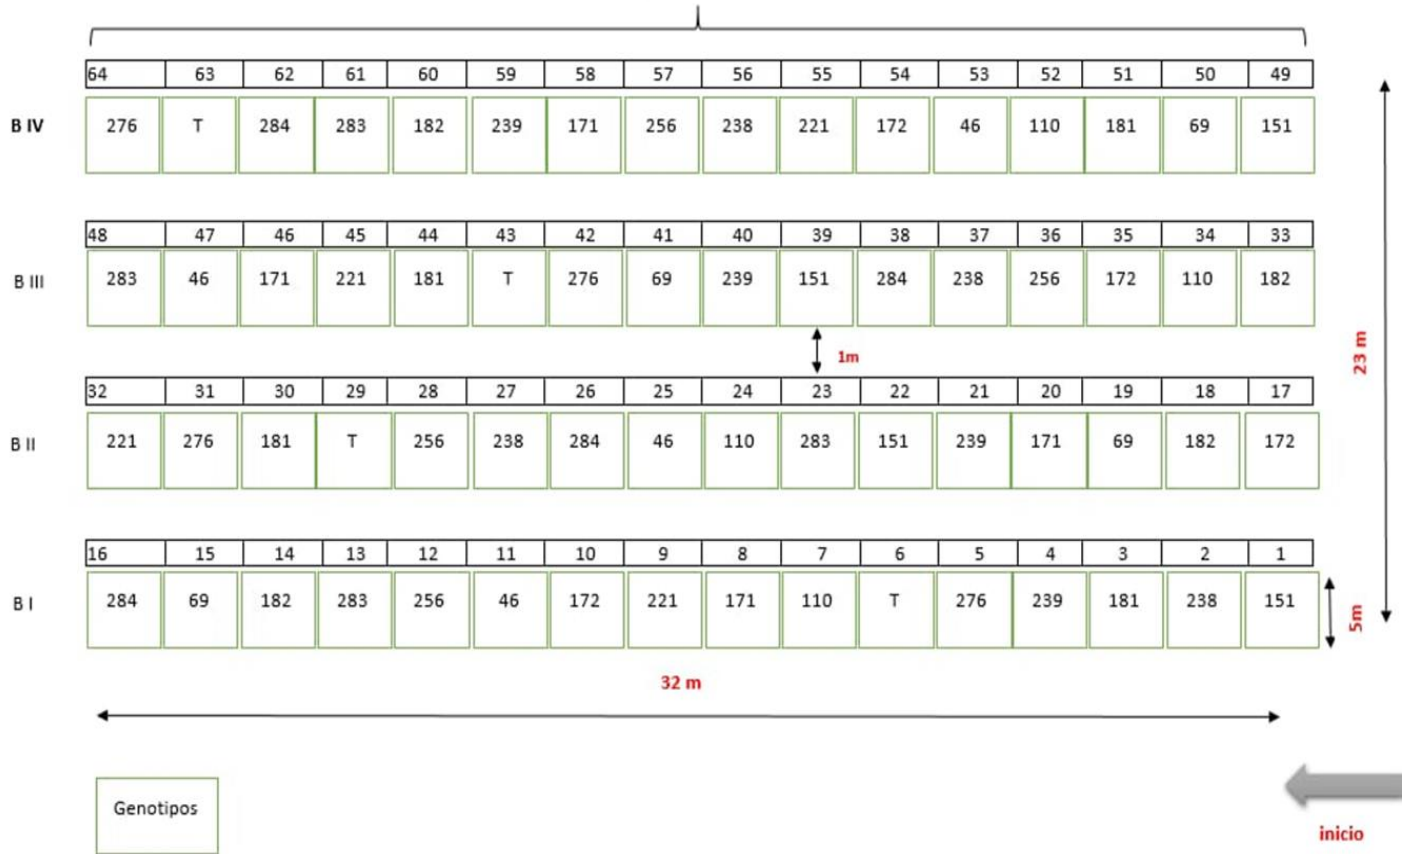 64 63 62 61 60 59 58 57 56 55 54 53 52 51 50 49
B IV 276 T 284 283 182 239 171 256 238 221 172 46 110 181 69 151
48 47 46 45 44 43 42 41 40 39 38 37 36 35 34 33
B III 283 46 171 221 181 T 276 69 239 151 284 238 256 172 110 182
1m
23 m
32 31 30 29 28 27 26 25 24 23 22 21 20 19 18 17
B II 221 276 181 T 256 238 284 46 110 283 151 239 171 69 182 172
16 15 14 13 12 11 10 9 8 7 6 5 4 3 2 1
B I 284 69 182 283 256 46 172 221 171 110 T 276 239 181 238 151
5m
32 m
Genotipos
inicio